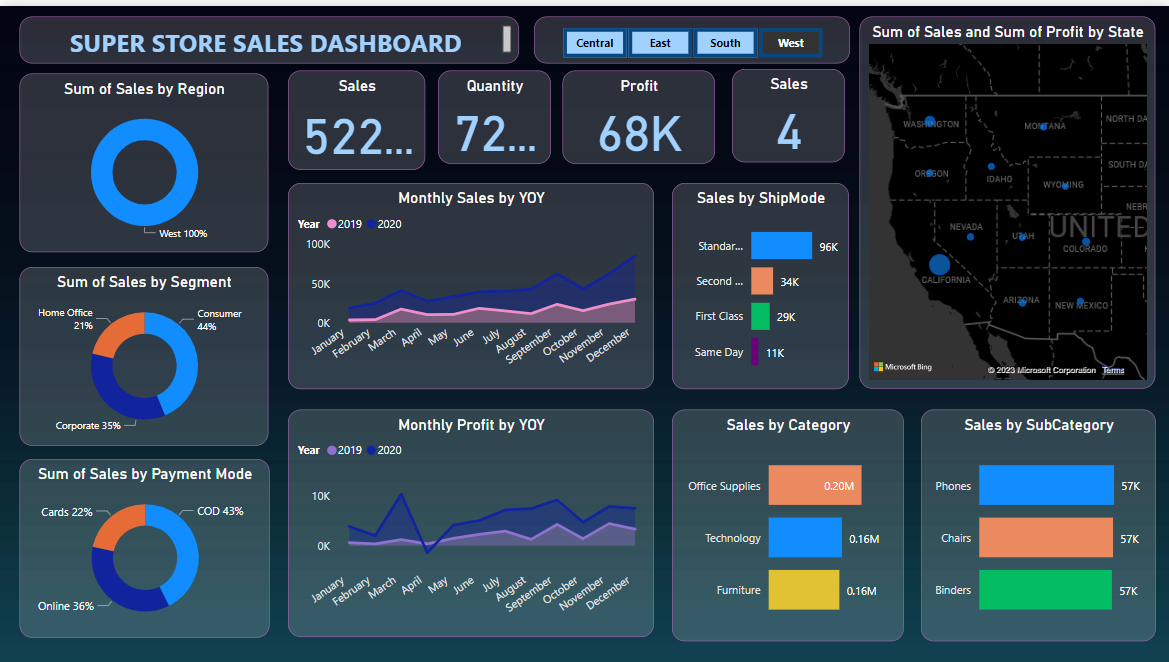 SUPER STORE SALES DASHBOARD
Central East South West
Sum of Sales by Region
West 100%
Sum of Sales by Segment
Home Office
21%
Consumer
44%
Corporate 35%
Sum of Sales by Payment Mode
Cards 22%
COD 43%
Online 36%
Sales
522...
Quantity
72...
Profit
68K
Sales
4
Monthly Sales by YOY
Year 2019 2020
100K
50K
0K
January
February
March
April
May
June
July
August
September
October
November
December
Sales by ShipMode
Standar... 96K
Second ... 34K
First Class 29K
Same Day 11K
Sum of Sales and Sum of Profit by State
WASHINGTON
MONTANA
NORTH DA
OREGON
IDAHO
SOUTH DA
WYOMING
NEBR
NEVADA
UTAH
UNITED
COLORADO
CALIFORNIA
ARIZONA
NEW MEXICO
Microsoft Bing
© 2023 Microsoft Corporation Terms
Monthly Profit by YOY
Year 2019 2020
10K
0K
January
February
March
April
May
June
July
August
September
October
November
December
Sales by Category
Office Supplies 0.20M
Technology 0.16M
Furniture 0.16M
Sales by SubCategory
Phones 57K
Chairs 57K
Binders 57K